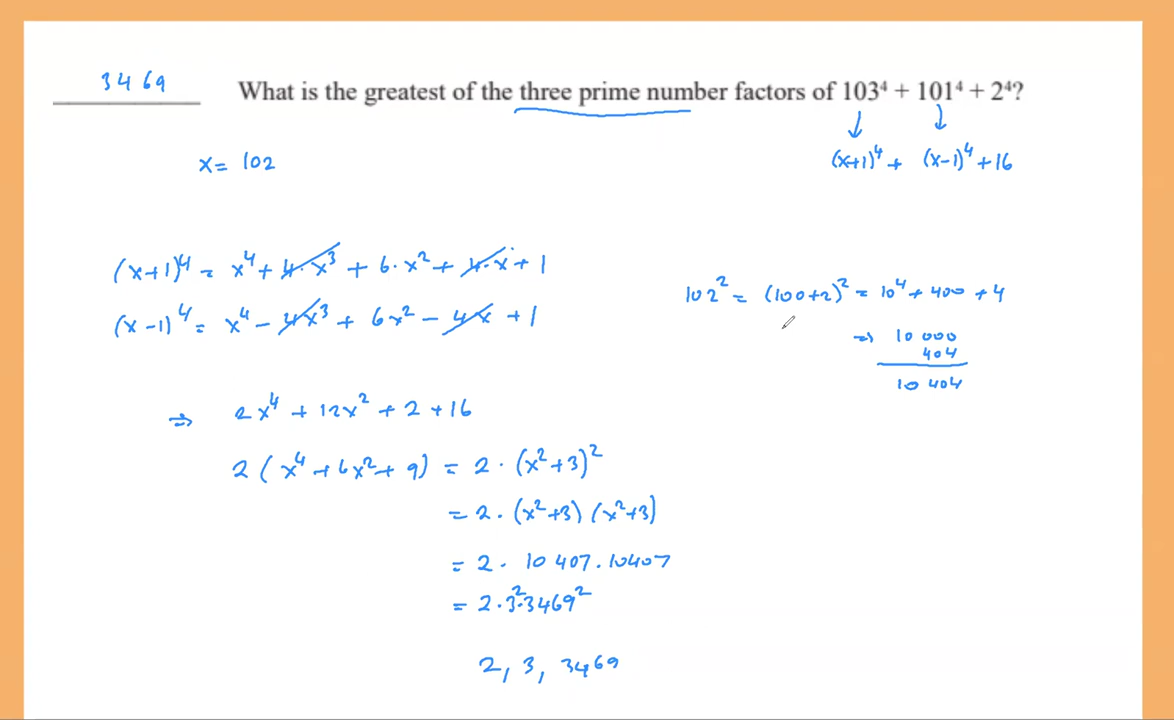 3469
What is the greatest of the three prime number factors of 103⁴ + 101⁴ + 2⁴?
↓ ↓
(x+1)⁴ + (x-1)⁴ + 16
x = 102
(x+1)⁴ = x⁴ + 4·x³ + 6·x² + 4·x + 1
(x-1)⁴ = x⁴ - 4x³ + 6x² - 4x + 1
102² = (100+2)² = 10⁴ + 400 + 4
⇒ 10 000
404
10 404
⇒ 2x⁴ + 12x² + 2 + 16
2(x⁴ + 6x² + 9) = 2·(x²+3)²
= 2·(x²+3)(x²+3)
= 2· 10 407·10407
= 2·3²·3469²
2, 3, 3469